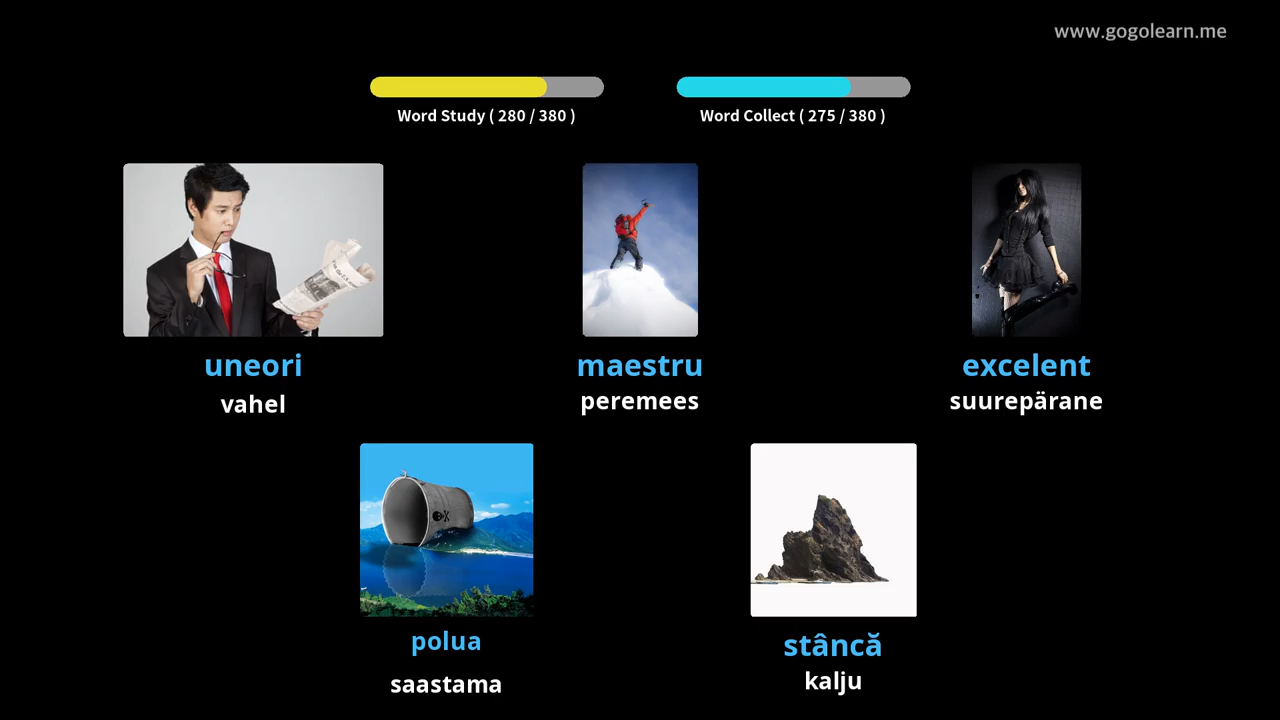 www.gogolearn.me
Word Study ( 280 / 380 )
Word Collect ( 275 / 380 )
uneori
vahel
maestru
peremees
excelent
suurepärane
polua
saastama
stâncă
kalju